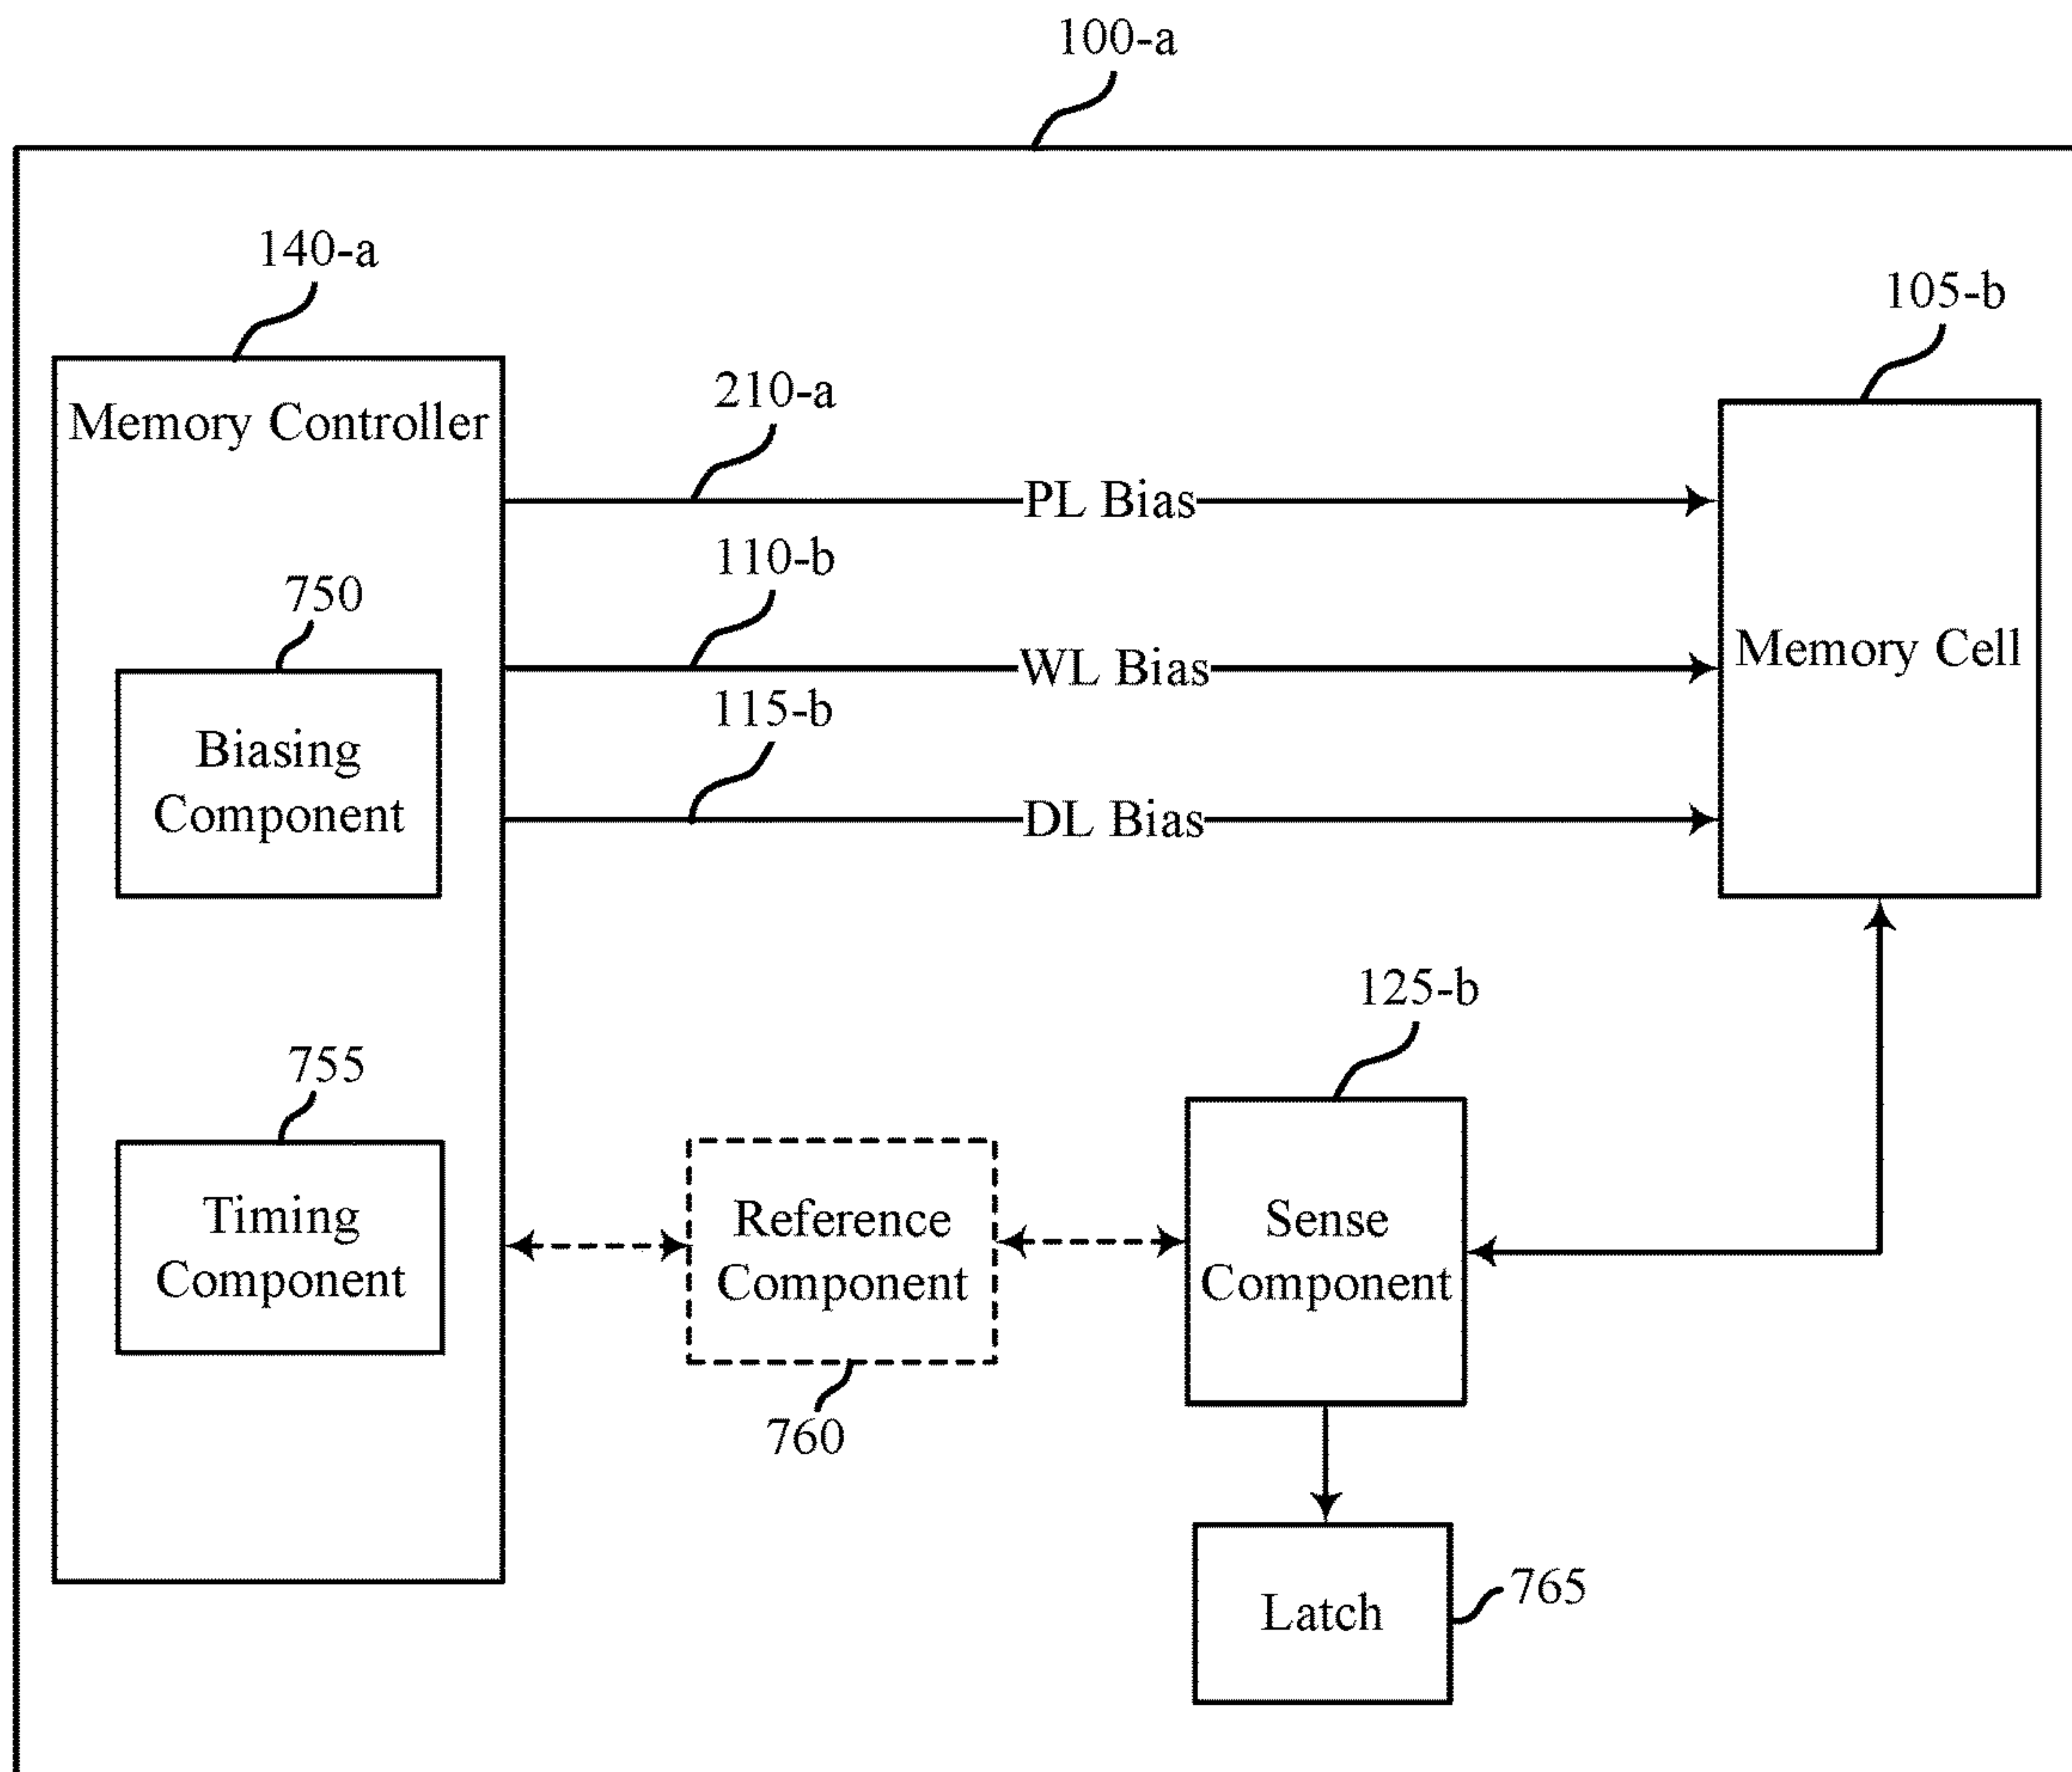 100-a
140-a
105-b
Memory Controller
210-a
PL Bias
110-b
750
WL Bias
Memory Cell
115-b
Biasing
Component
DL Bias
125-b
755
Timing
Component
Reference
Component
Sense
Component
760
Latch
765